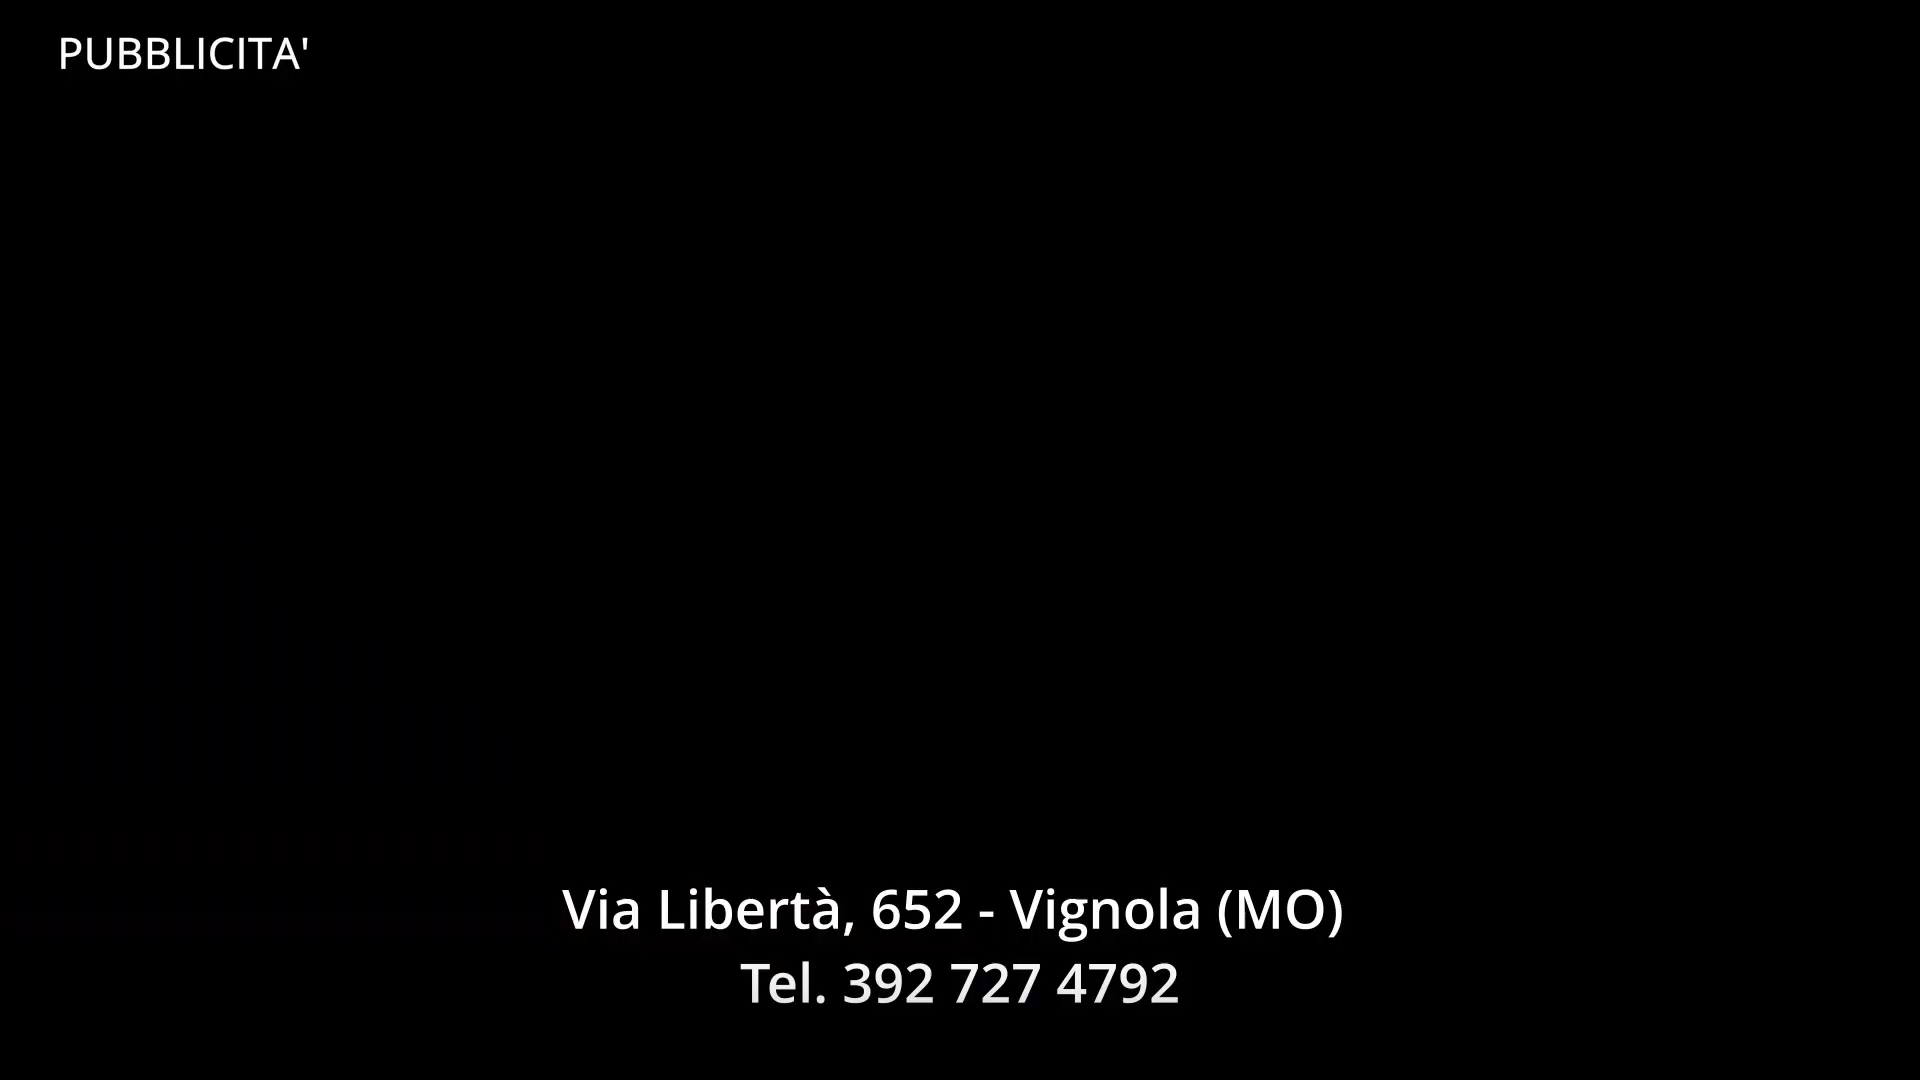 PUBBLICITA'
Via Libertà, 652 - Vignola (MO)
Tel. 392 727 4792